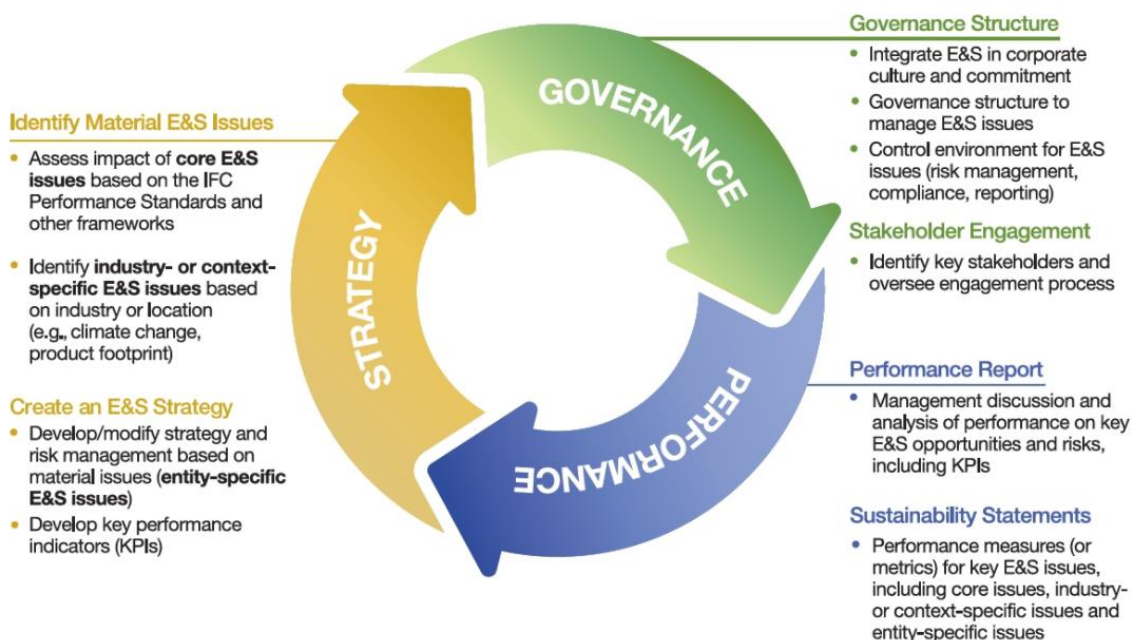 Identify Material E&S Issues
• Assess impact of core E&S
issues based on the IFC
Performance Standards and
other frameworks
• Identify industry- or context-
specific E&S issues based
on industry or location
(e.g., climate change,
product footprint)
Create an E&S Strategy
• Develop/modify strategy and
risk management based on
material issues (entity-specific
E&S issues)
• Develop key performance
indicators (KPIs)
STRATEGY
GOVERNANCE
PERFORMANCE
Governance Structure
• Integrate E&S in corporate
culture and commitment
• Governance structure to
manage E&S issues
• Control environment for E&S
issues (risk management,
compliance, reporting)
Stakeholder Engagement
• Identify key stakeholders and
oversee engagement process
Performance Report
• Management discussion and
analysis of performance on key
E&S opportunities and risks,
including KPIs
Sustainability Statements
• Performance measures (or
metrics) for key E&S issues,
including core issues, industry-
or context-specific issues and
entity-specific issues